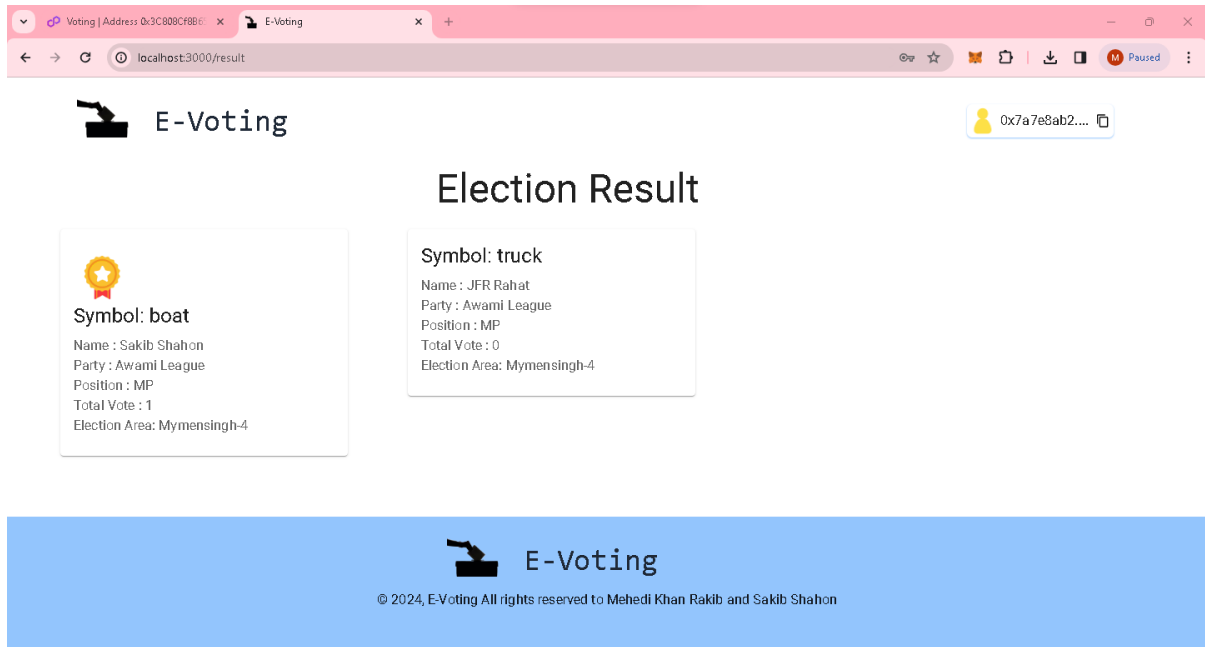 Voting | Address 0x3C808Cf8B6
E-Voting
localhost:3000/result
M Paused
E-Voting
0x7a7e8ab2....
Election Result
Symbol: boat
Name : Sakib Shahon
Party : Awami League
Position : MP
Total Vote : 1
Election Area: Mymensingh-4
Symbol: truck
Name : JFR Rahat
Party : Awami League
Position : MP
Total Vote : 0
Election Area: Mymensingh-4
E-Voting
© 2024, E-Voting All rights reserved to Mehedi Khan Rakib and Sakib Shahon